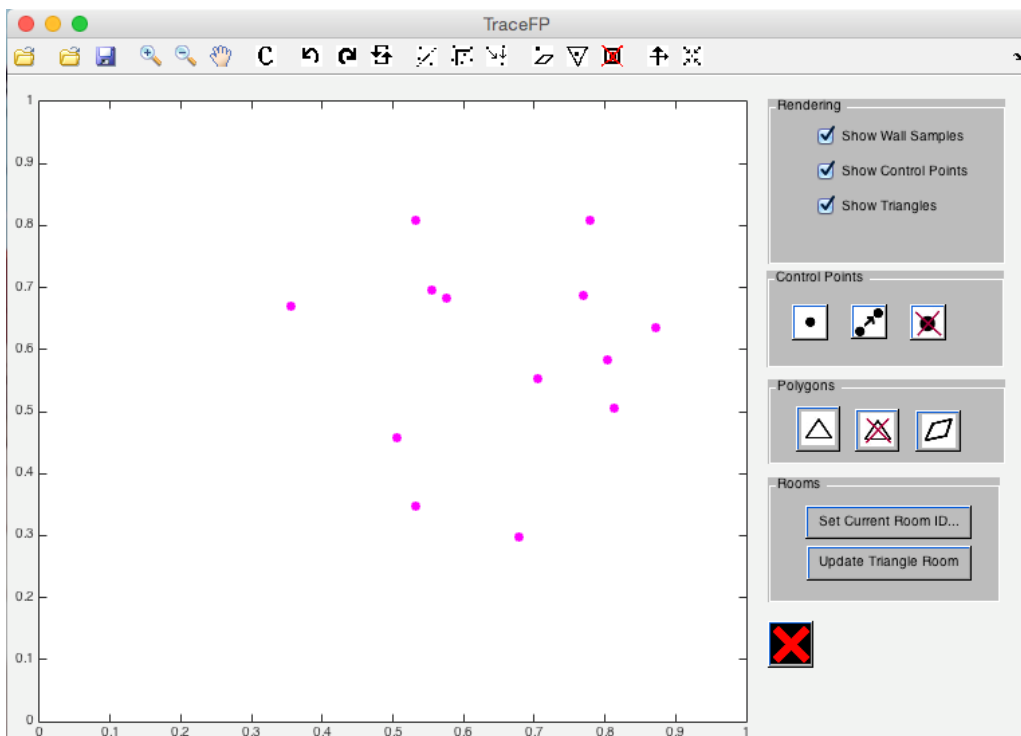 TraceFP
C
1
0.9
0.8
0.7
0.6
0.5
0.4
0.3
0.2
0.1
0
0 0.1 0.2 0.3 0.4 0.5 0.6 0.7 0.8 0.9 1
Rendering
Show Wall Samples
Show Control Points
Show Triangles
Control Points
Polygons
Rooms
Set Current Room ID...
Update Triangle Room